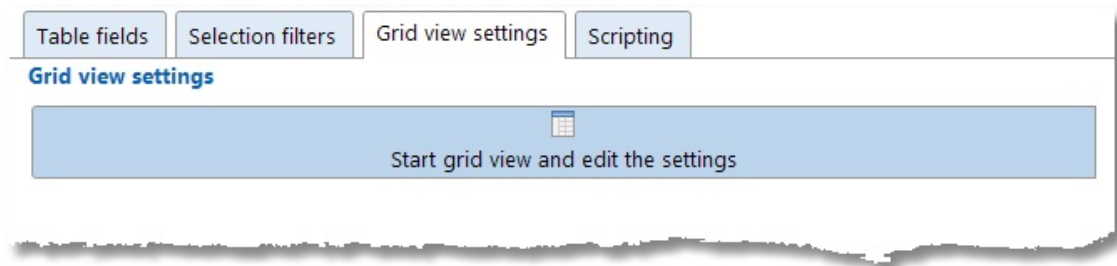 Table fields Selection filters Grid view settings Scripting
Grid view settings
Start grid view and edit the settings